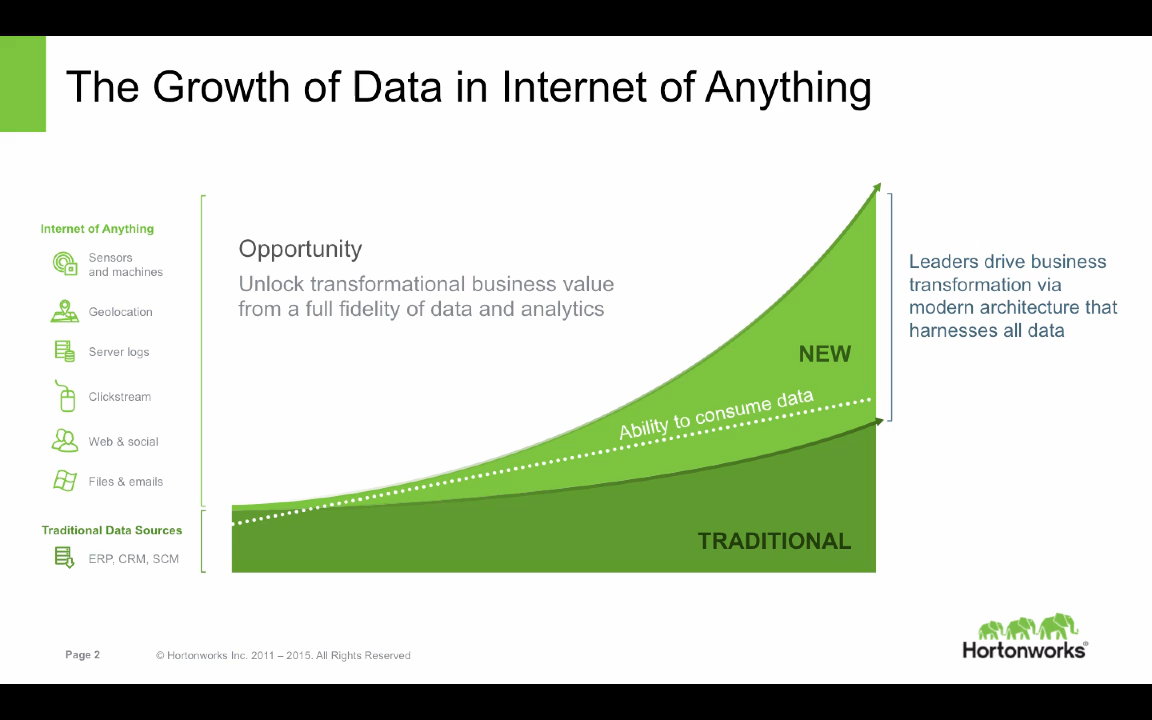 The Growth of Data in Internet of Anything
Internet of Anything
Sensors
and machines
Geolocation
Server logs
Clickstream
Web & social
Files & emails
Traditional Data Sources
ERP, CRM, SCM
Opportunity
Unlock transformational business value
from a full fidelity of data and analytics
NEW
Ability to consume data
TRADITIONAL
Leaders drive business
transformation via
modern architecture that
harnesses all data
Page 2
© Hortonworks Inc. 2011 – 2015. All Rights Reserved
Hortonworks®